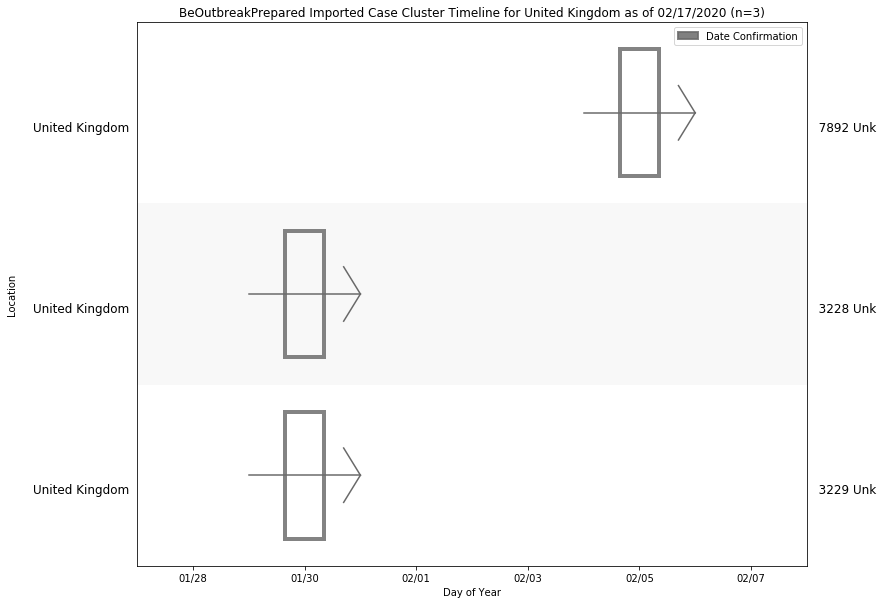 BeOutbreakPrepared Imported Case Cluster Timeline for United Kingdom as of 02/17/2020 (n=3)
Date Confirmation
United Kingdom
7892 Unk
United Kingdom
3228 Unk
Location
United Kingdom
3229 Unk
01/28
01/30
02/01
02/03
02/05
02/07
Day of Year